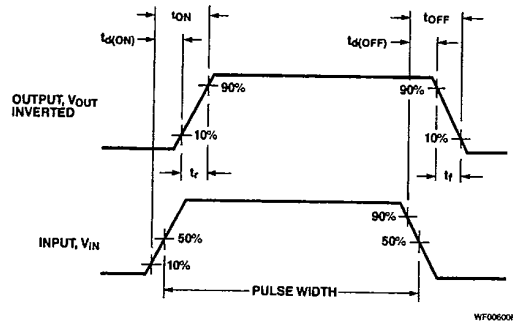 tON
tOFF
td(ON)
td(OFF)
OUTPUT, VOUT
INVERTED
90%
90%
10%
10%
tr
tf
INPUT, VIN
90%
50%
50%
10%
PULSE WIDTH